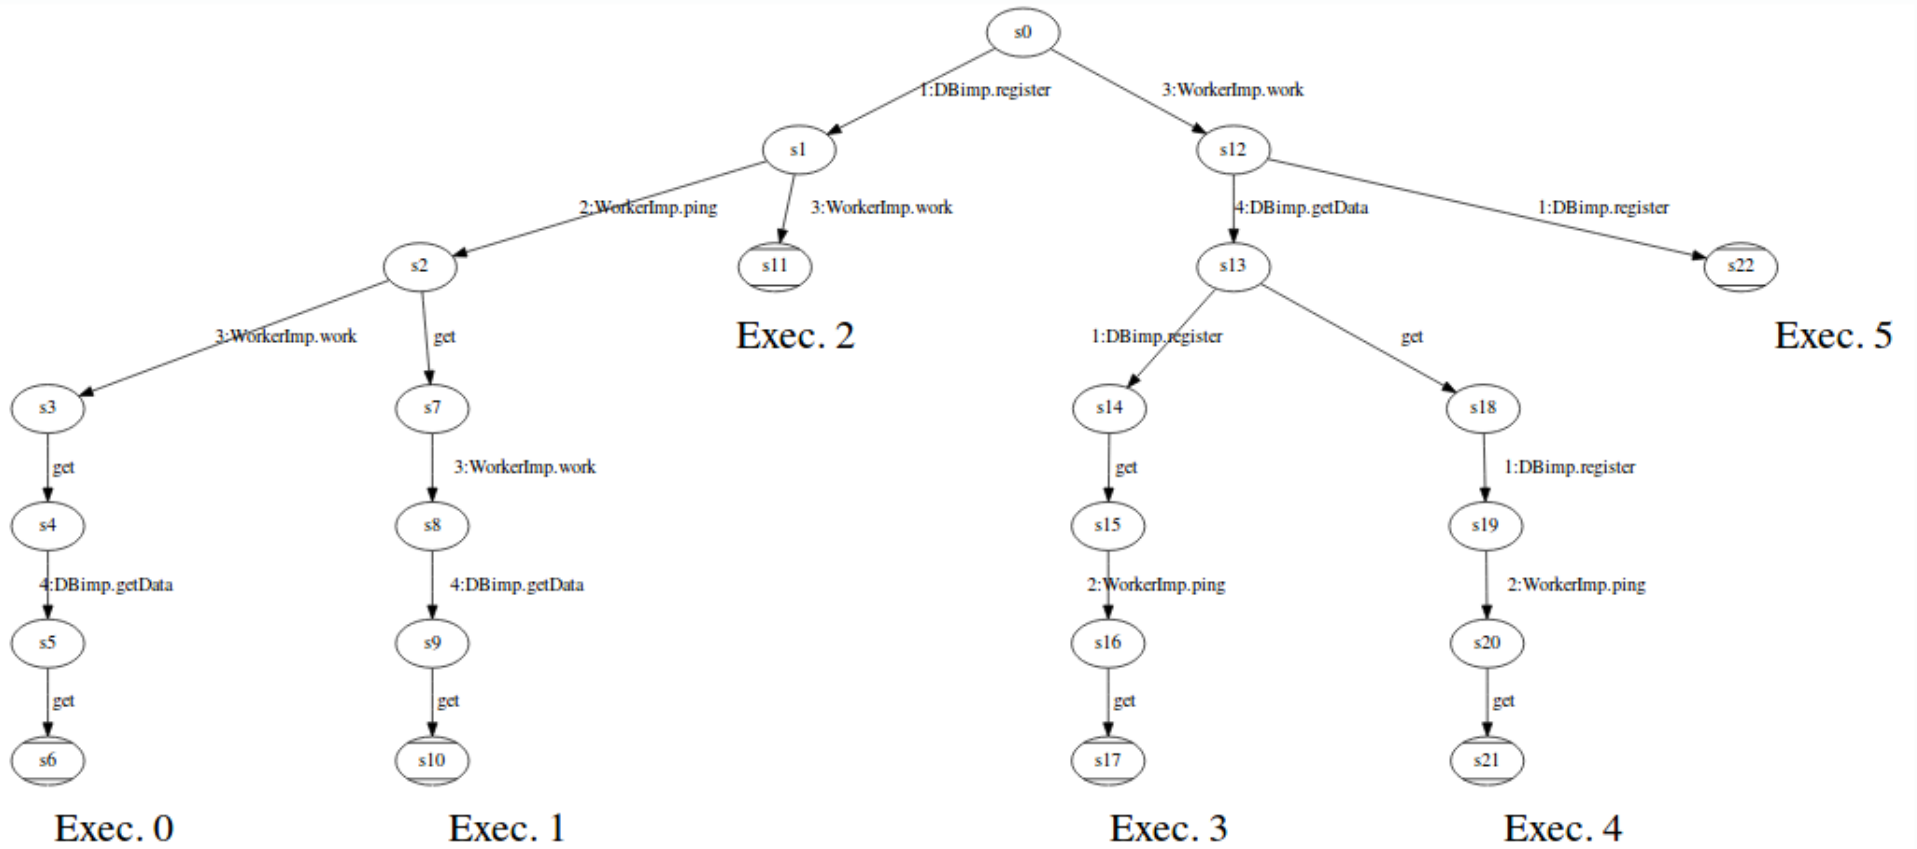 s0
1:DBimp.register
3:WorkerImp.work
s1
s12
2:WorkerImp.ping
3:WorkerImp.work
4:DBimp.getData
1:DBimp.register
s2
s11
s13
s22
Exec. 2
Exec. 5
3:WorkerImp.work
get
1:DBimp.register
get
s3
s7
s14
s18
get
3:WorkerImp.work
get
1:DBimp.register
s4
s8
s15
s19
4:DBimp.getData
4:DBimp.getData
2:WorkerImp.ping
2:WorkerImp.ping
s5
s9
s16
s20
get
get
get
get
s6
s10
s17
s21
Exec. 0
Exec. 1
Exec. 3
Exec. 4